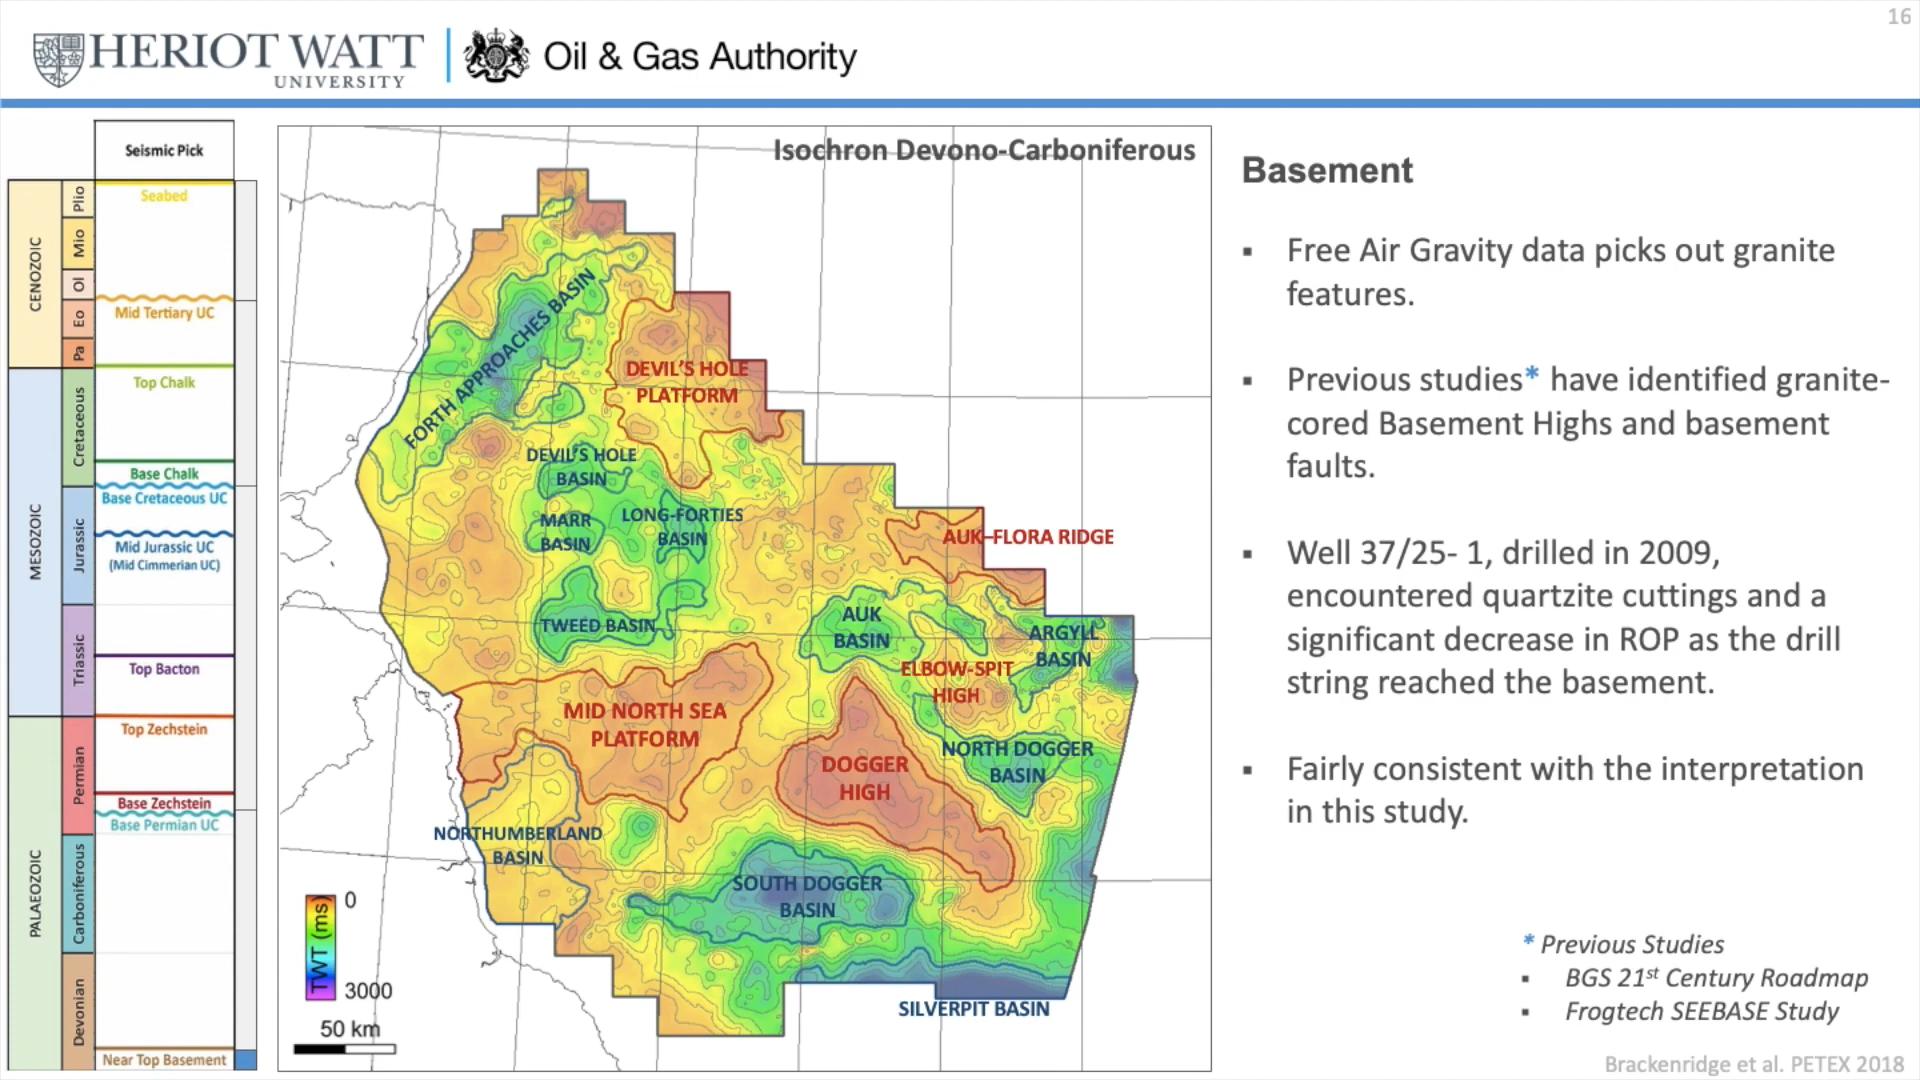 16
HERIOT WATT
UNIVERSITY
Oil & Gas Authority
Seismic Pick
CENOZOIC
Plio
Mio
Ol
Eo
Pa
Seabed
Mid Tertiary UC
Top Chalk
MESOZOIC
Cretaceous
Jurassic
Triassic
Base Chalk
Base Cretaceous UC
Mid Jurassic UC
(Mid Cimmerian UC)
Top Bacton
PALAEOZOIC
Permian
Carboniferous
Devonian
Top Zechstein
Base Zechstein
Base Permian UC
Near Top Basement
Isochron Devono-Carboniferous
FORTH APPROACHES BASIN
DEVIL'S HOLE
PLATFORM
DEVIL'S HOLE
BASIN
MARR
BASIN
LONG-FORTIES
BASIN
AUK–FLORA RIDGE
TWEED BASIN
AUK
BASIN
ARGYLL
BASIN
ELBOW-SPIT
HIGH
MID NORTH SEA
PLATFORM
DOGGER
HIGH
NORTH DOGGER
BASIN
NORTHUMBERLAND
BASIN
SOUTH DOGGER
BASIN
SILVERPIT BASIN
TWT (ms)
0
3000
50 km
Basement
▪ Free Air Gravity data picks out granite
features.
▪ Previous studies* have identified granite-
cored Basement Highs and basement
faults.
▪ Well 37/25- 1, drilled in 2009,
encountered quartzite cuttings and a
significant decrease in ROP as the drill
string reached the basement.
▪ Fairly consistent with the interpretation
in this study.
* Previous Studies
▪ BGS 21st Century Roadmap
▪ Frogtech SEEBASE Study
Brackenridge et al. PETEX 2018